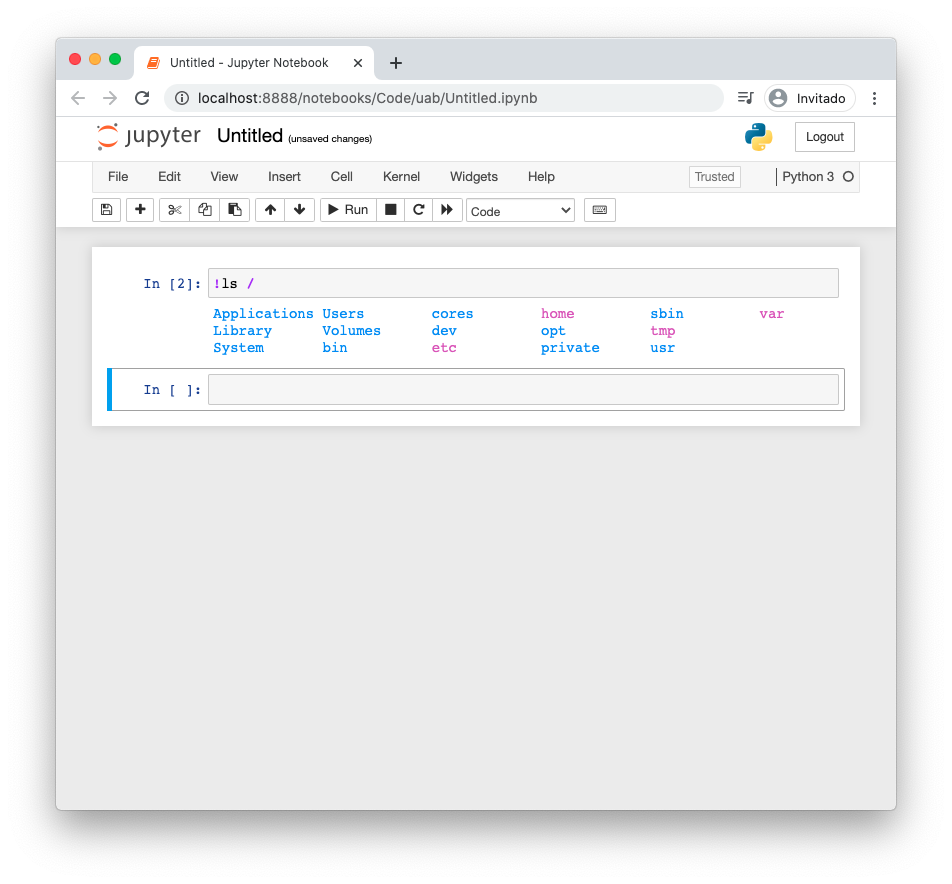 Untitled - Jupyter Notebook
localhost:8888/notebooks/Code/uab/Untitled.ipynb
Invitado
jupyter Untitled (unsaved changes)
Logout
File Edit View Insert Cell Kernel Widgets Help Trusted Python 3
Run Code
In [2]: !ls /
Applications Users cores home sbin var
Library Volumes dev opt tmp
System bin etc private usr
In [ ]: